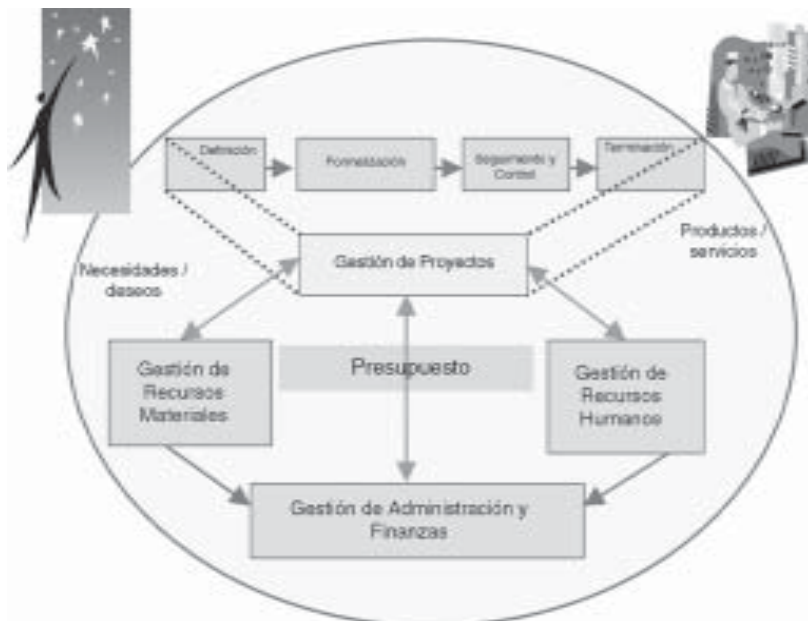 Definición
Formalización
Seguimiento y
Control
Terminación
Gestión de Proyectos
Necesidades /
deseos
Productos /
servicios
Gestión de
Recursos
Materiales
Presupuesto
Gestión de
Recursos
Humanos
Gestión de Administración y
Finanzas